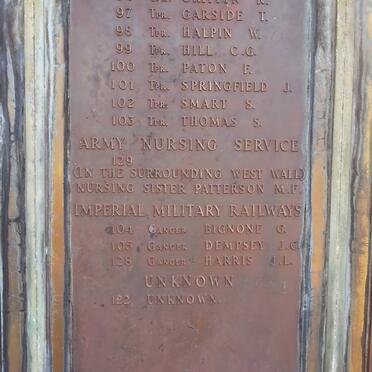 97 Tpr. GARSIDE T.
98 Tpr. HALPIN W.
99 Tpr. HILL C.G.
100 Tpr. PATON F.
101 Tpr. SPRINGFIELD J.
102 Tpr. SMART S.
103 Tpr. THOMAS S.
ARMY NURSING SERVICE
129
(IN THE SURROUNDING WEST WALL)
NURSING SISTER PATTERSON M.F.
IMPERIAL MILITARY RAILWAYS
104 Ganger BIGNONE G.
105 Ganger DEMPSEY J.C.
128 Ganger HARRIS J.L.
UNKNOWN
122 UNKNOWN